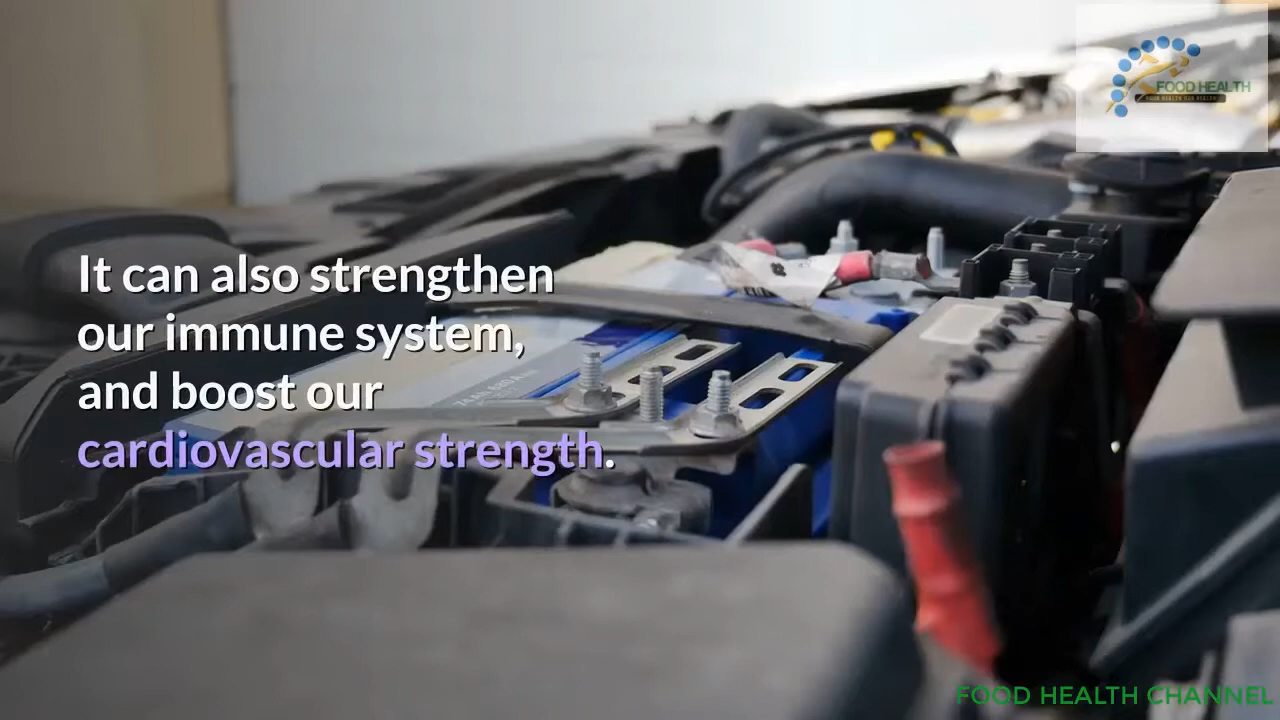 FOOD HEALTH
It can also strengthen
our immune system,
and boost our
cardiovascular strength.
FOOD HEALTH CHANNEL